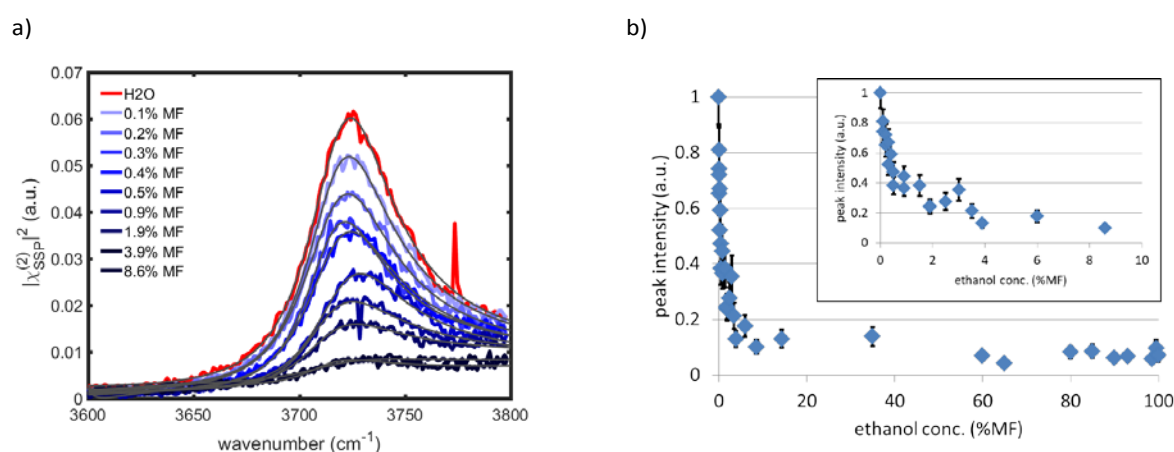 a)
b)
0.07
0.06
0.05
0.04
0.03
0.02
0.01
0
|χ_SSP^(2)|^2 (a.u.)
H2O
0.1% MF
0.2% MF
0.3% MF
0.4% MF
0.5% MF
0.9% MF
1.9% MF
3.9% MF
8.6% MF
3600 3650 3700 3750 3800
wavenumber (cm^-1)
1
0.8
0.6
0.4
0.2
0
peak intensity (a.u.)
0 20 40 60 80 100
ethanol conc. (%MF)
1
0.8
0.6
0.4
0.2
0
peak intensity (a.u.)
0 2 4 6 8 10
ethanol conc. (%MF)